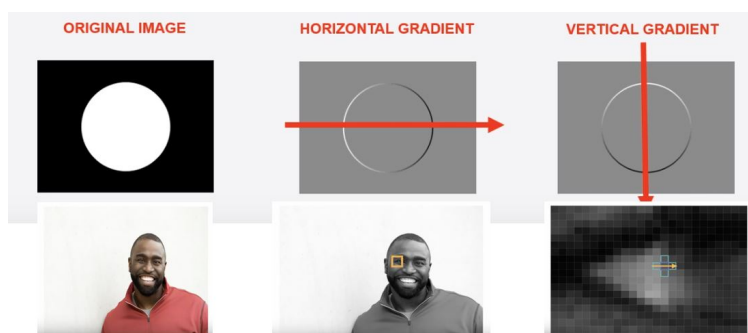 ORIGINAL IMAGE
HORIZONTAL GRADIENT
VERTICAL GRADIENT